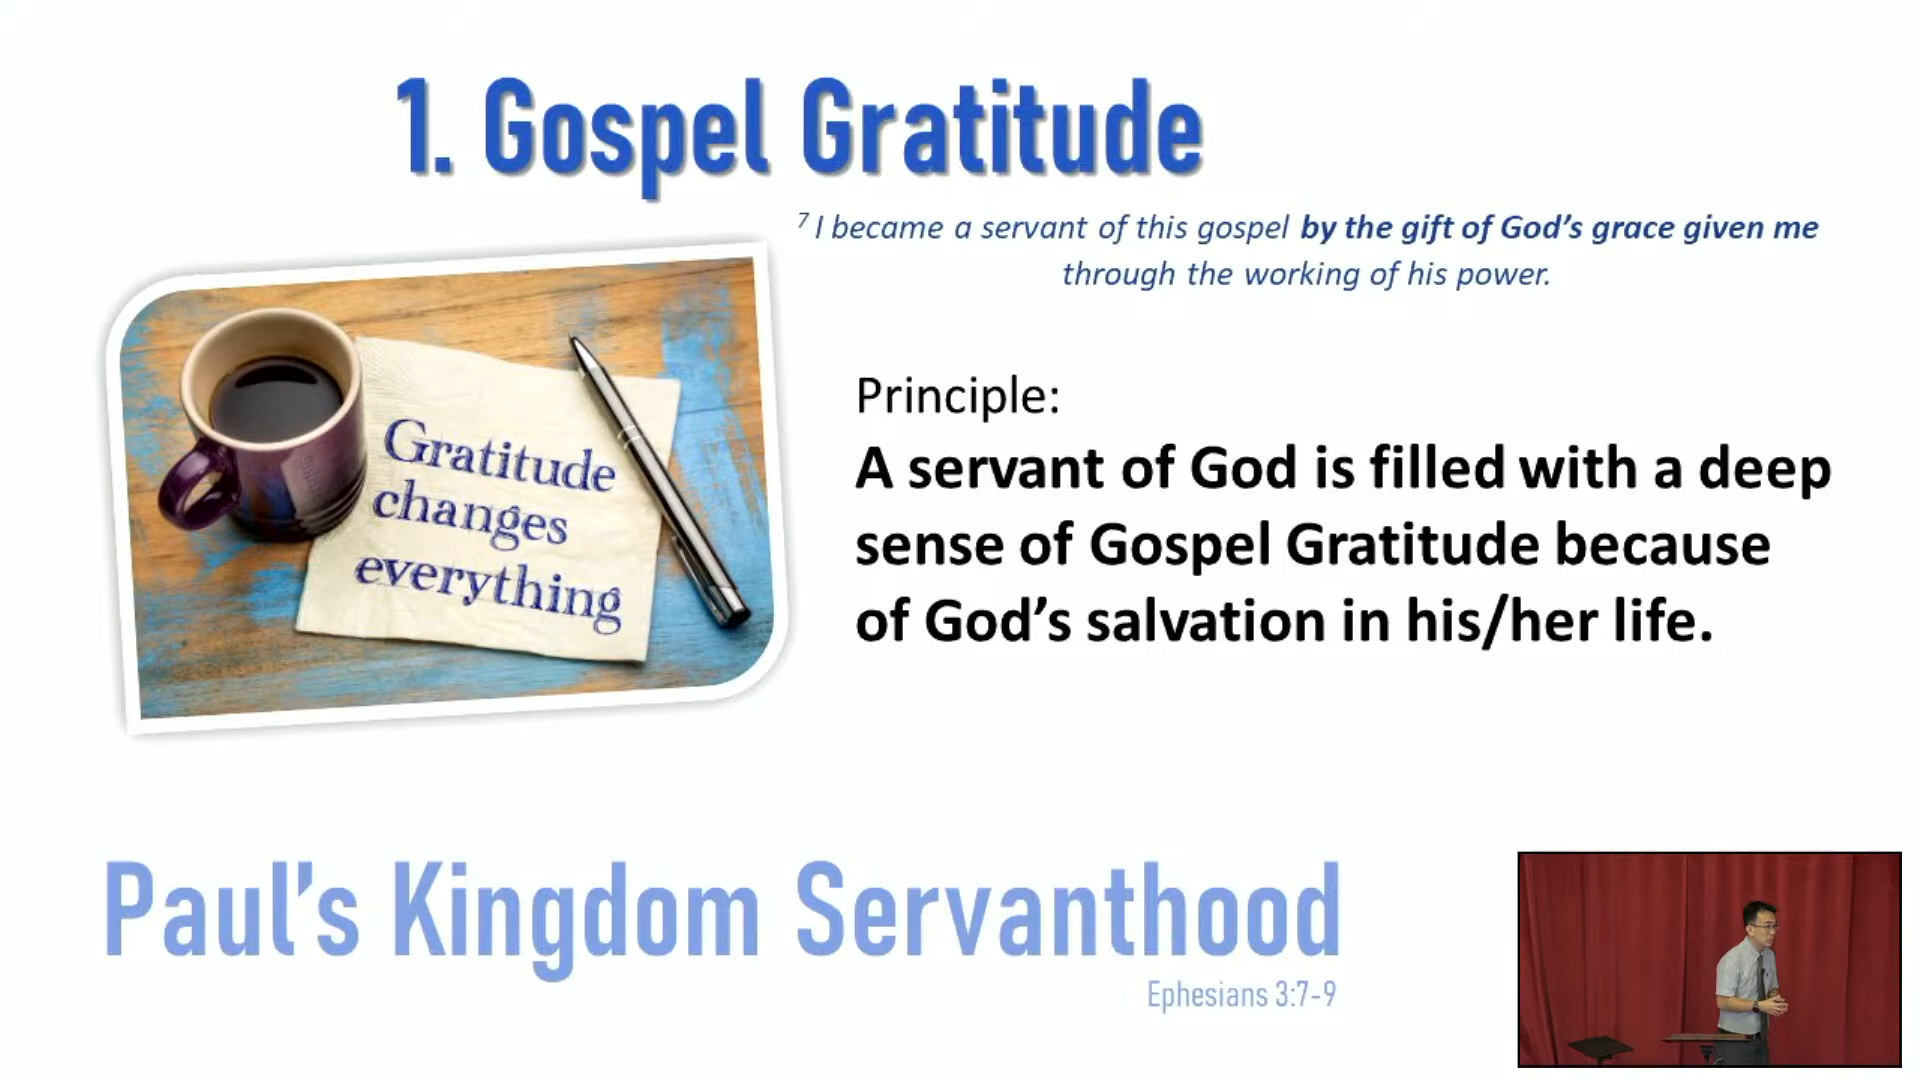 1. Gospel Gratitude
⁷ I became a servant of this gospel by the gift of God’s grace given me
through the working of his power.
Gratitude
changes
everything
Principle:
A servant of God is filled with a deep
sense of Gospel Gratitude because
of God’s salvation in his/her life.
Paul’s Kingdom Servanthood
Ephesians 3:7-9